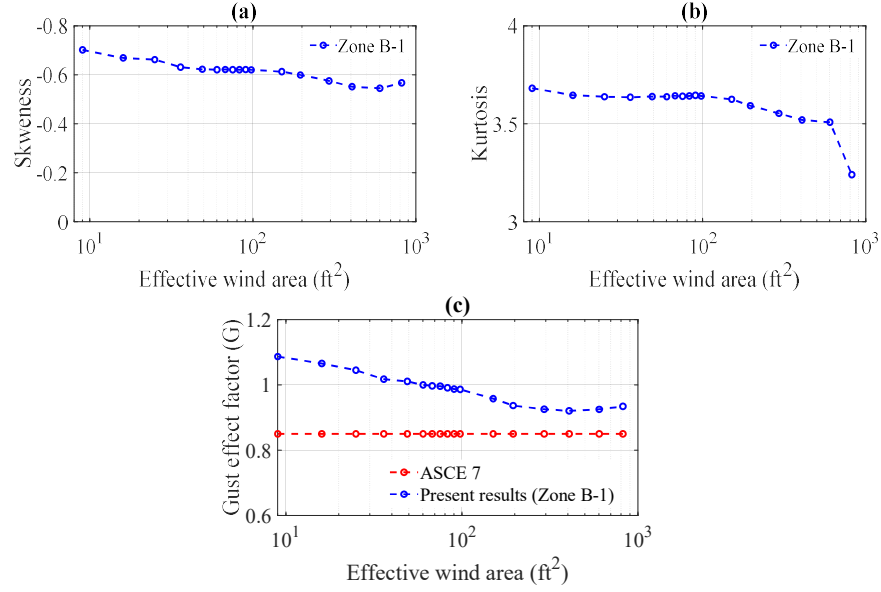 (a)
-0.8
-0.6
-0.4
-0.2
0
Skweness
Zone B-1
10^1
10^2
10^3
Effective wind area (ft^2)
(b)
4
3.5
3
Kurtosis
Zone B-1
10^1
10^2
10^3
Effective wind area (ft^2)
(c)
1.2
1
0.8
0.6
Gust effect factor (G)
ASCE 7
Present results (Zone B-1)
10^1
10^2
10^3
Effective wind area (ft^2)